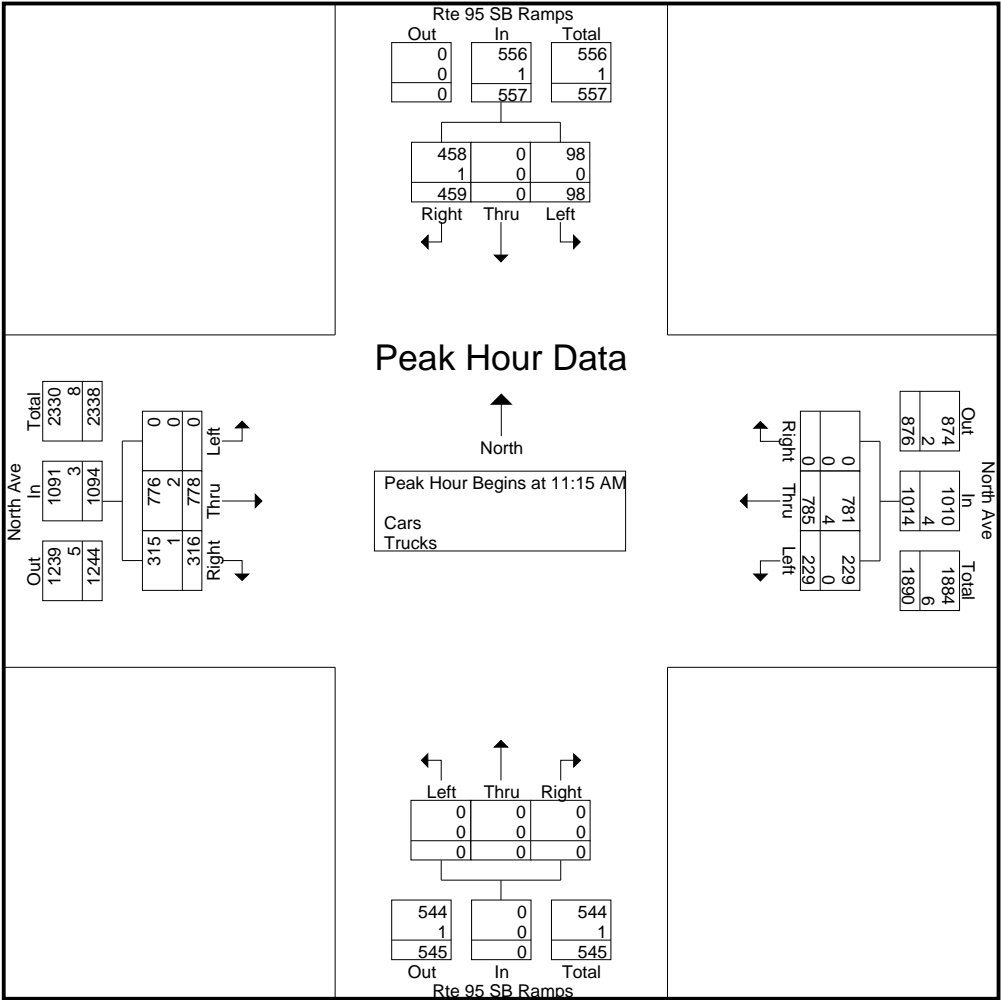 Rte 95 SB Ramps
Out In Total
0 556 556
0 1 1
0 557 557
458 0 98
1 0 0
459 0 98
Right Thru Left
Peak Hour Data
North
Peak Hour Begins at 11:15 AM
Cars
Trucks
North Ave
Out In Total
1239 1091 2330
5 3 8
1244 1094 2338
Left Thru Right
0 776 315
0 2 1
0 778 316
North Ave
Out In Total
874 1010 1884
2 4 6
876 1014 1890
0 781 229
0 4 0
0 785 229
Right Thru Left
Left Thru Right
0 0 0
0 0 0
0 0 0
544 0 544
1 0 1
545 0 545
Out In Total
Rte 95 SB Ramps